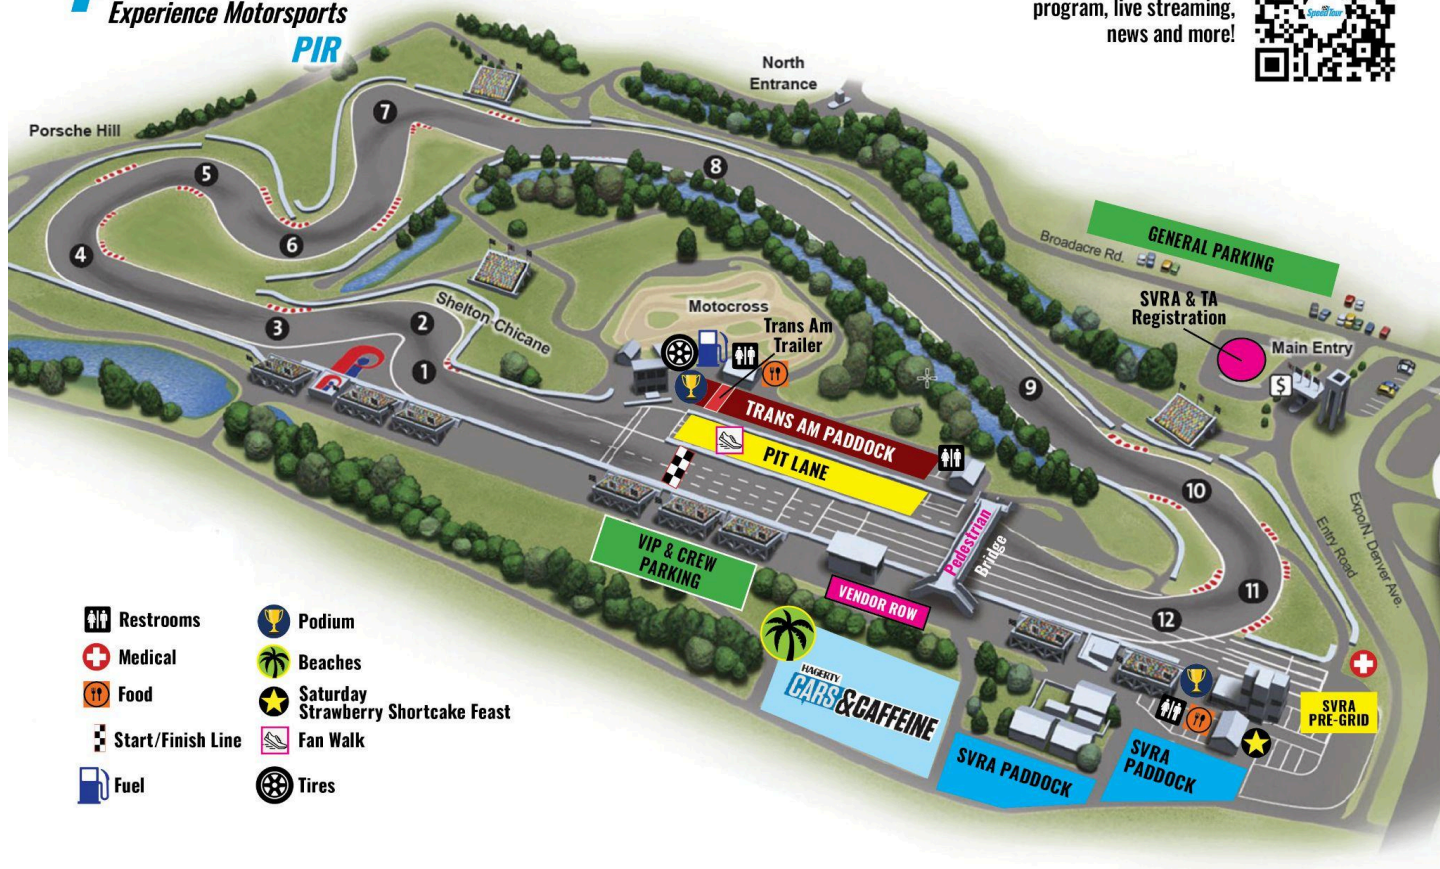 Experience Motorsports
PIR
program, live streaming,
news and more!
SpeedTour
North
Entrance
Porsche Hill
7
8
5
6
4
3
2
1
Shelton Chicane
Motocross
Trans Am
Trailer
Broadacre Rd.
GENERAL PARKING
SVRA & TA
Registration
Main Entry
$
9
TRANS AM PADDOCK
PIT LANE
10
11
12
Pedestrian
Bridge
Entry Road
Expo/N. Denver Ave.
VIP & CREW
PARKING
VENDOR ROW
HAGERTY
CARS & CAFFEINE
SVRA PADDOCK
SVRA
PADDOCK
SVRA
PRE-GRID
Restrooms
Medical
Food
Start/Finish Line
Fuel
Podium
Beaches
Saturday
Strawberry Shortcake Feast
Fan Walk
Tires